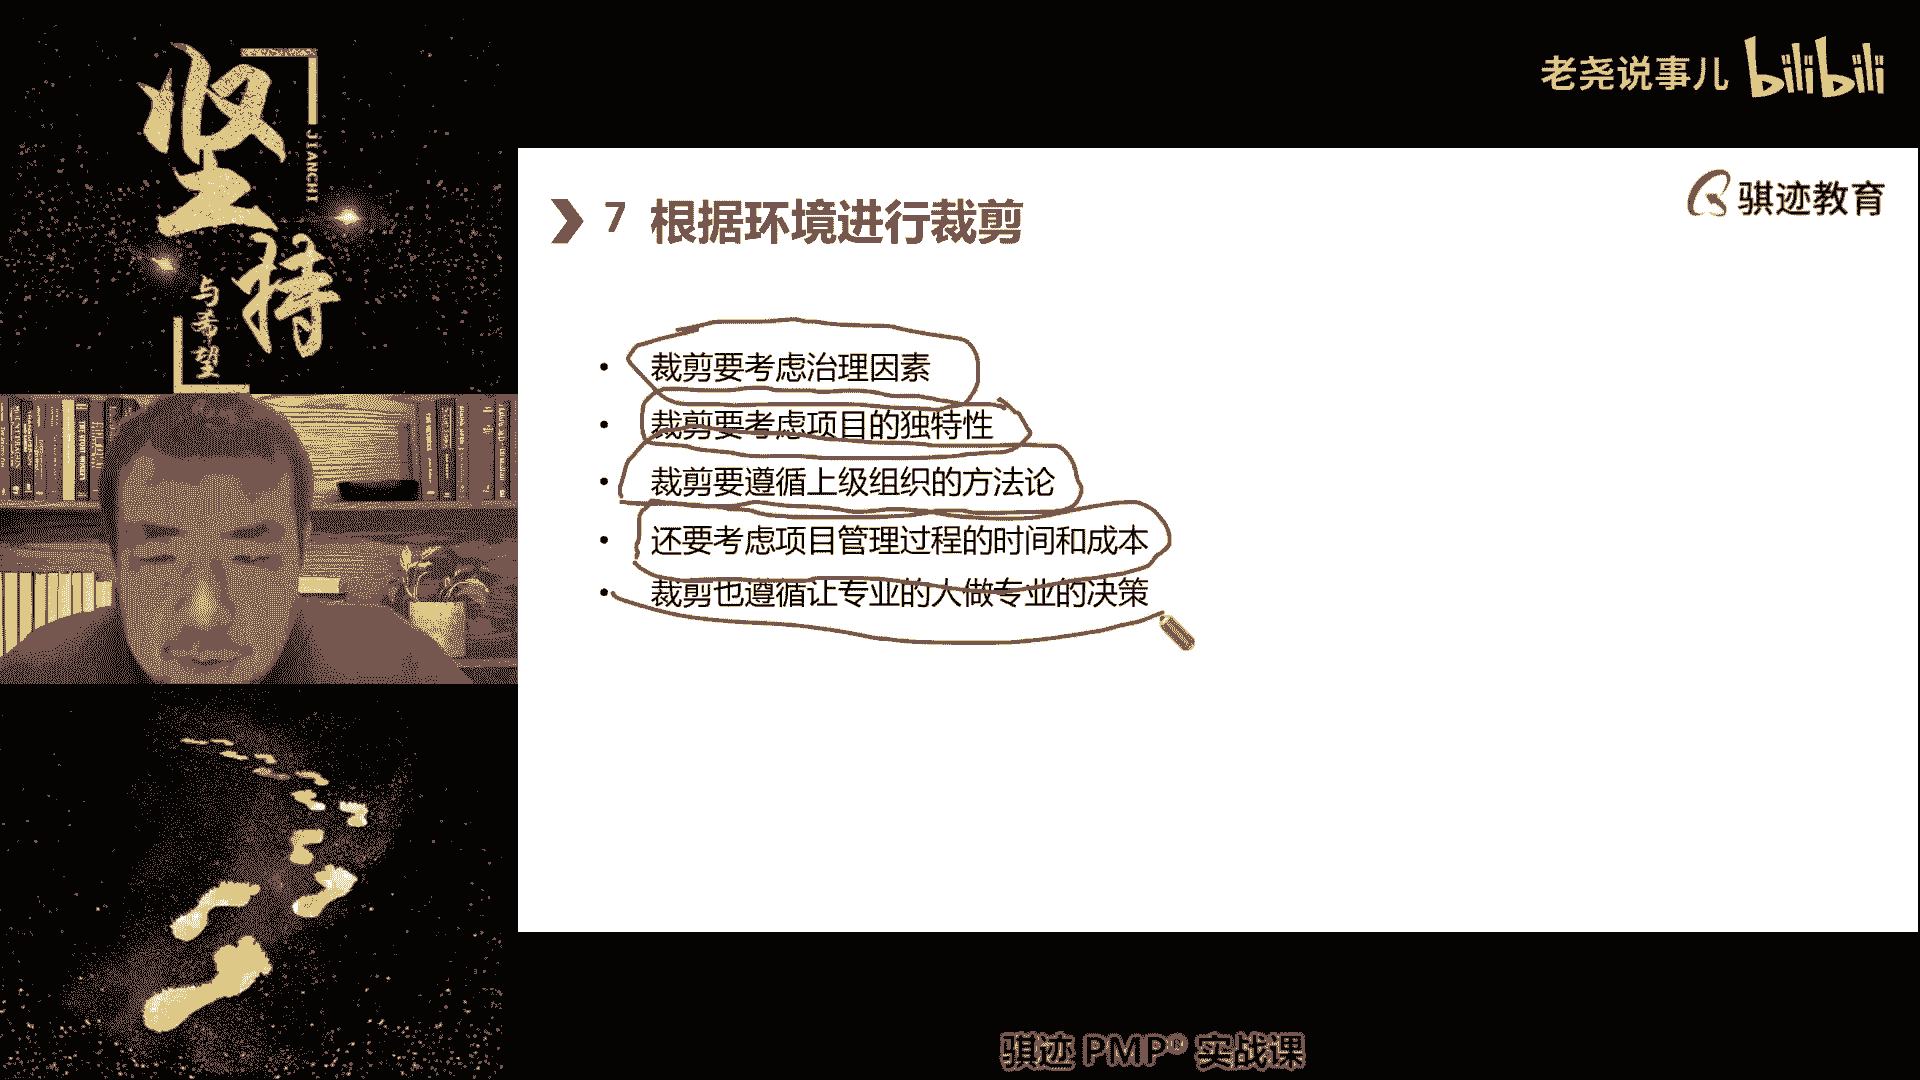 坚持
JIANCHI
与希望
老尧说事儿 bilibili
骐迹教育
7 根据环境进行裁剪
• 裁剪要考虑治理因素
• 裁剪要考虑项目的独特性
• 裁剪要遵循上级组织的方法论
• 还要考虑项目管理过程的时间和成本
• 裁剪也遵循让专业的人做专业的决策
骐迹 PMP® 实战课